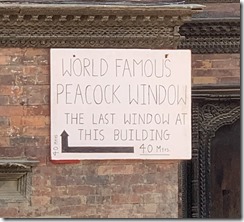 WORLD FAMOUS
PEACOCK WINDOW
THE LAST WINDOW AT
THIS BUILDING
40 Mtrs